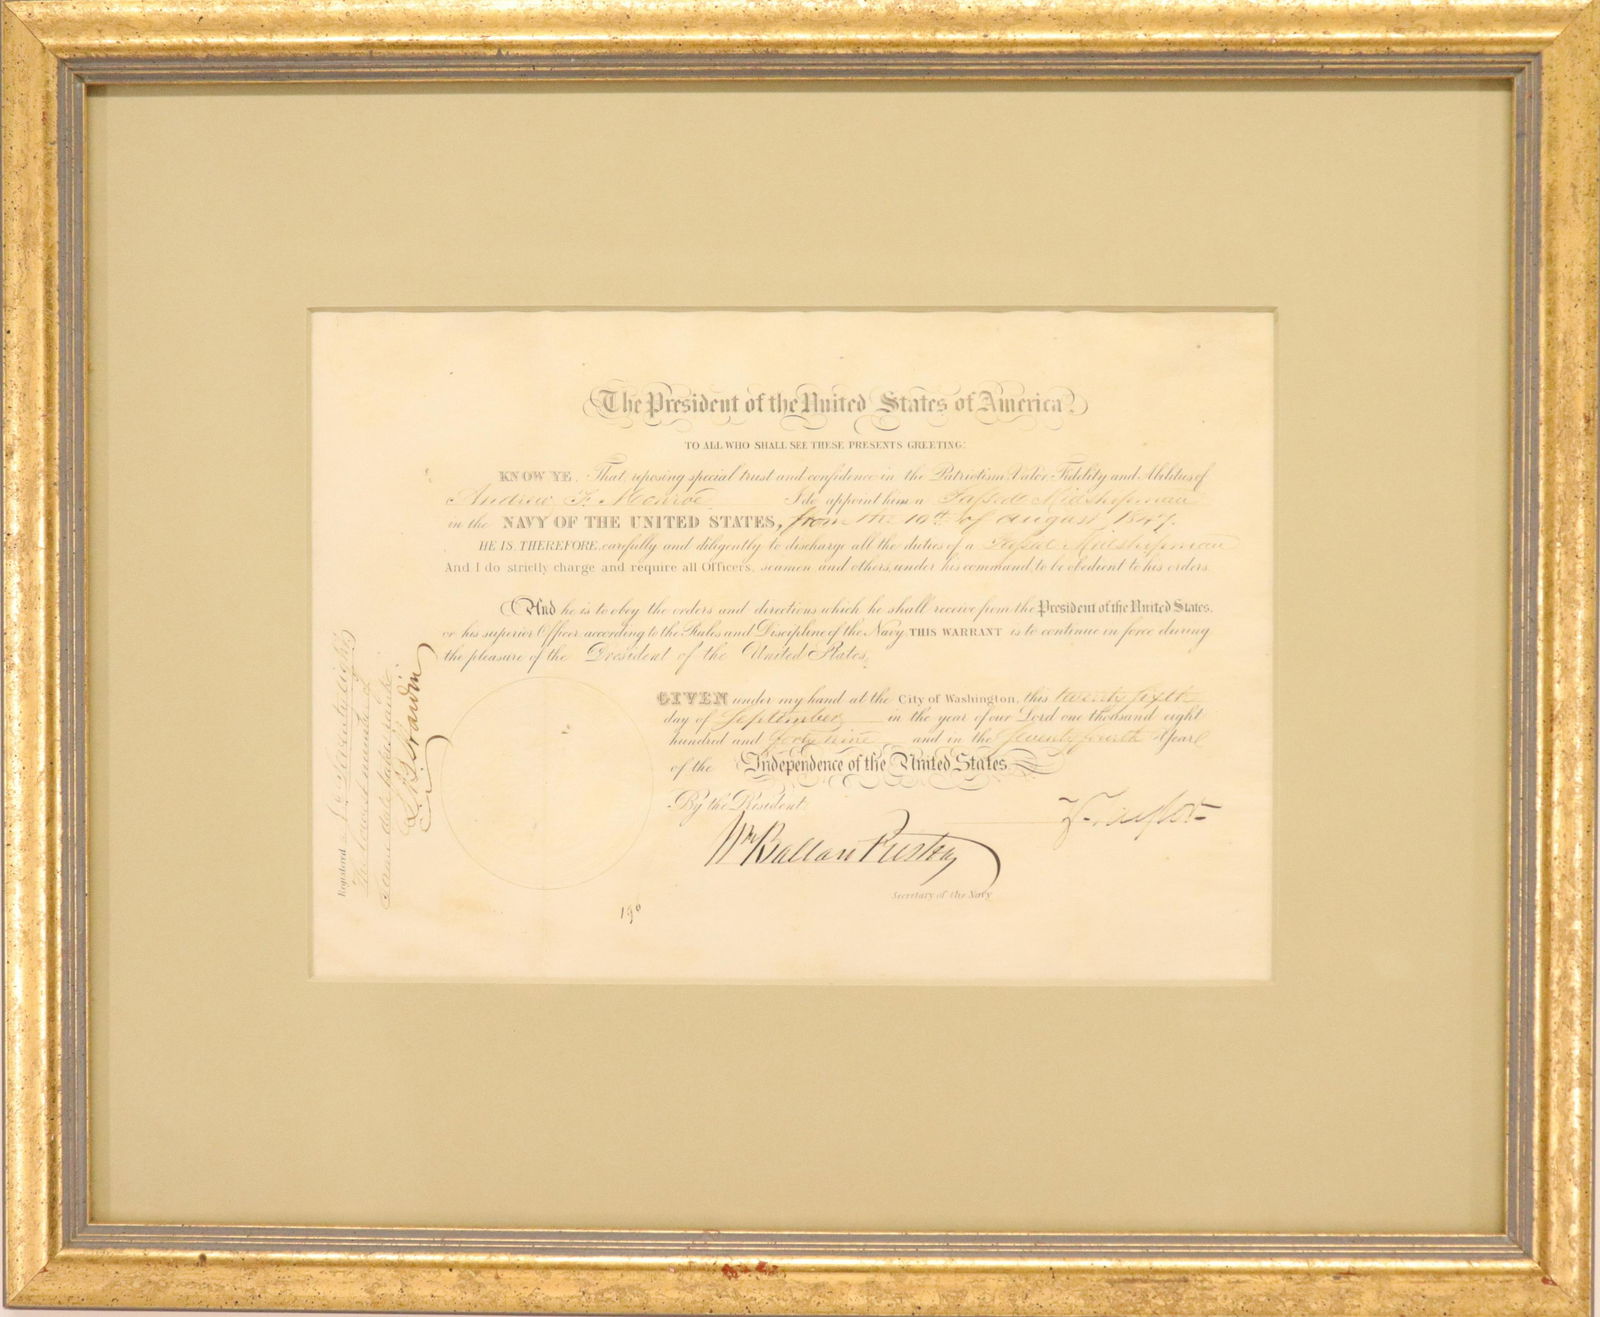 The President of the United States of America.
TO ALL WHO SHALL SEE THESE PRESENTS GREETING:
KNOW YE, That, reposing special trust and confidence in the Patriotism Valor Fidelity and Abilities of
Andrew F. Monroe I do appoint him a Passed Midshipman
in the NAVY OF THE UNITED STATES, from the 10th of August, 1847.
HE IS, THEREFORE, carefully and diligently to discharge all the duties of a Passed Midshipman
And I do strictly charge and require all Officers, seamen and others, under his command, to be obedient to his orders.
And he is to obey the orders and directions which he shall receive from the President of the United States,
or his superior Officer according to the Rules and Discipline of the Navy. THIS WARRANT is to continue in force during
the pleasure of the President of the United States,
GIVEN under my hand at the City of Washington, this twenty sixth
day of September in the year of our Lord one thousand eight
hundred and forty nine and in the Seventy fourth Year
of the Independence of the United States.
By the President:
Z. Taylor
Wm Ballard Preston
Secretary of the Navy
Registered No Seventy eight
196